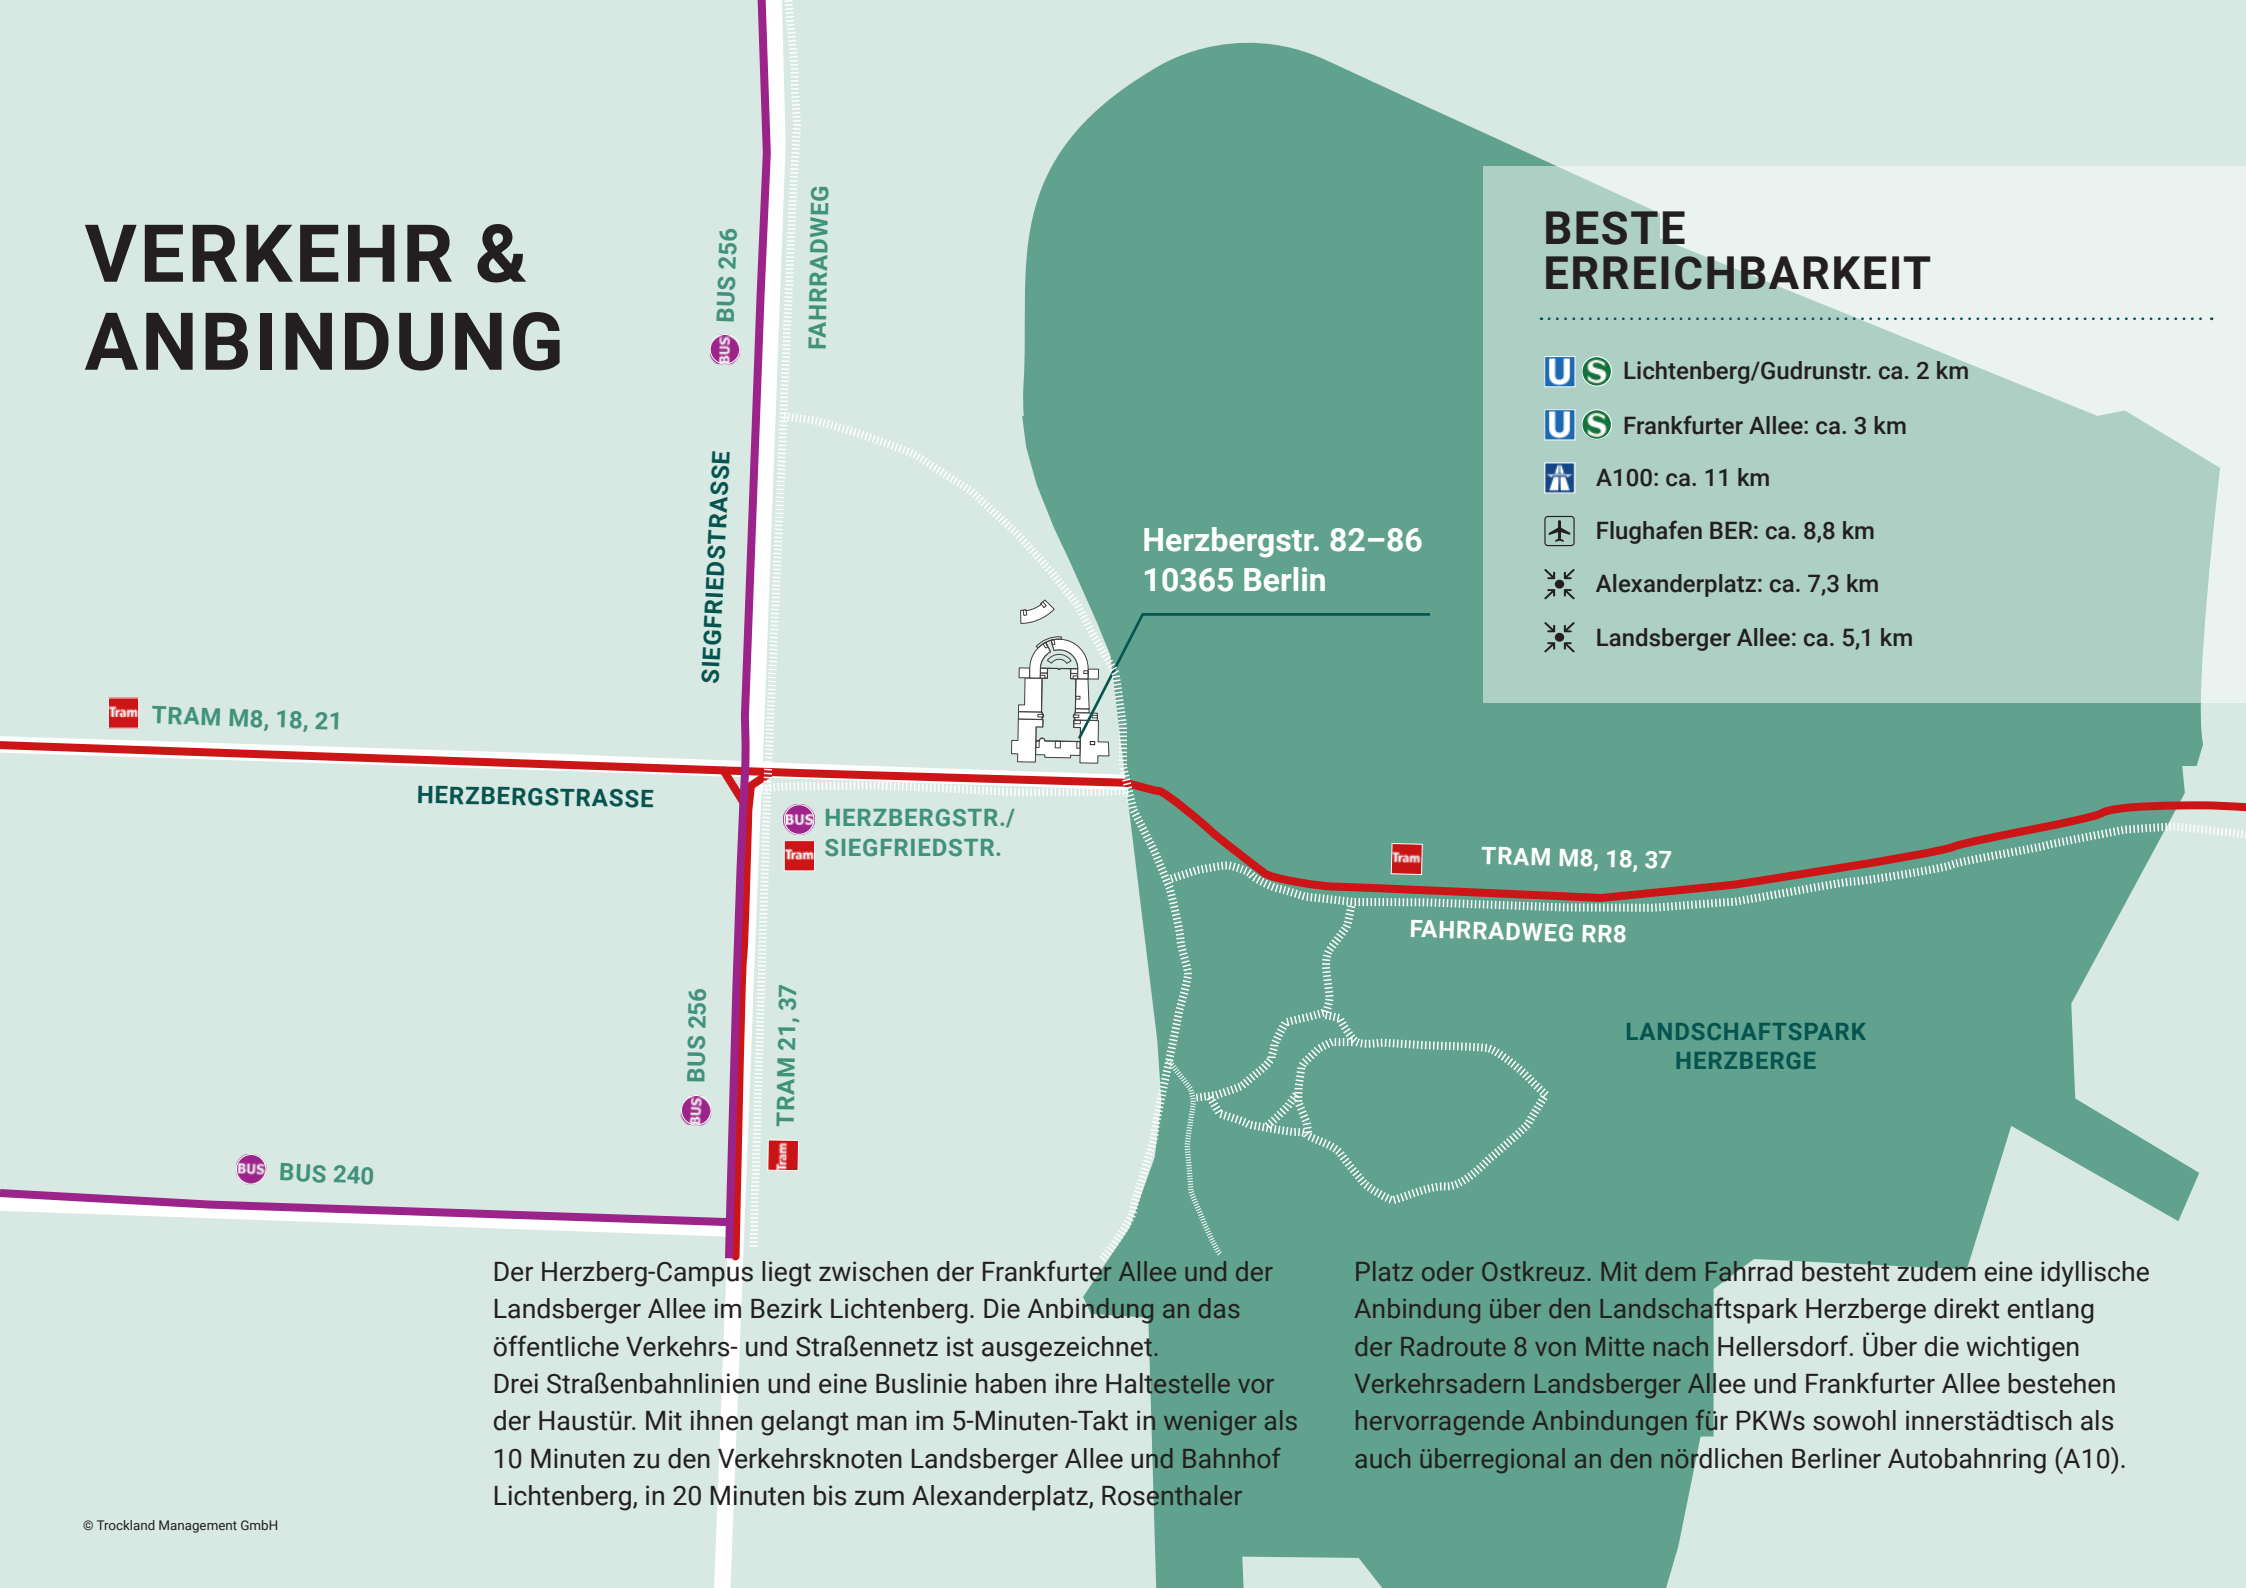 VERKEHR &
ANBINDUNG
BUS 256
BUS
FAHRRADWEG
SIEGFRIEDSTRASSE
BESTE
ERREICHBARKEIT
U S Lichtenberg/Gudrunstr. ca. 2 km
U S Frankfurter Allee: ca. 3 km
A100: ca. 11 km
Flughafen BER: ca. 8,8 km
Alexanderplatz: ca. 7,3 km
Landsberger Allee: ca. 5,1 km
Herzbergstr. 82–86
10365 Berlin
Tram TRAM M8, 18, 21
HERZBERGSTRASSE
BUS HERZBERGSTR./
Tram SIEGFRIEDSTR.
Tram TRAM M8, 18, 37
FAHRRADWEG RR8
LANDSCHAFTSPARK
HERZBERGE
BUS 256
BUS
TRAM 21, 37
Tram
BUS BUS 240
Der Herzberg-Campus liegt zwischen der Frankfurter Allee und der
Landsberger Allee im Bezirk Lichtenberg. Die Anbindung an das
öffentliche Verkehrs- und Straßennetz ist ausgezeichnet.
Drei Straßenbahnlinien und eine Buslinie haben ihre Haltestelle vor
der Haustür. Mit ihnen gelangt man im 5-Minuten-Takt in weniger als
10 Minuten zu den Verkehrsknoten Landsberger Allee und Bahnhof
Lichtenberg, in 20 Minuten bis zum Alexanderplatz, Rosenthaler
Platz oder Ostkreuz. Mit dem Fahrrad besteht zudem eine idyllische
Anbindung über den Landschaftspark Herzberge direkt entlang
der Radroute 8 von Mitte nach Hellersdorf. Über die wichtigen
Verkehrsadern Landsberger Allee und Frankfurter Allee bestehen
hervorragende Anbindungen für PKWs sowohl innerstädtisch als
auch überregional an den nördlichen Berliner Autobahnring (A10).
© Trockland Management GmbH